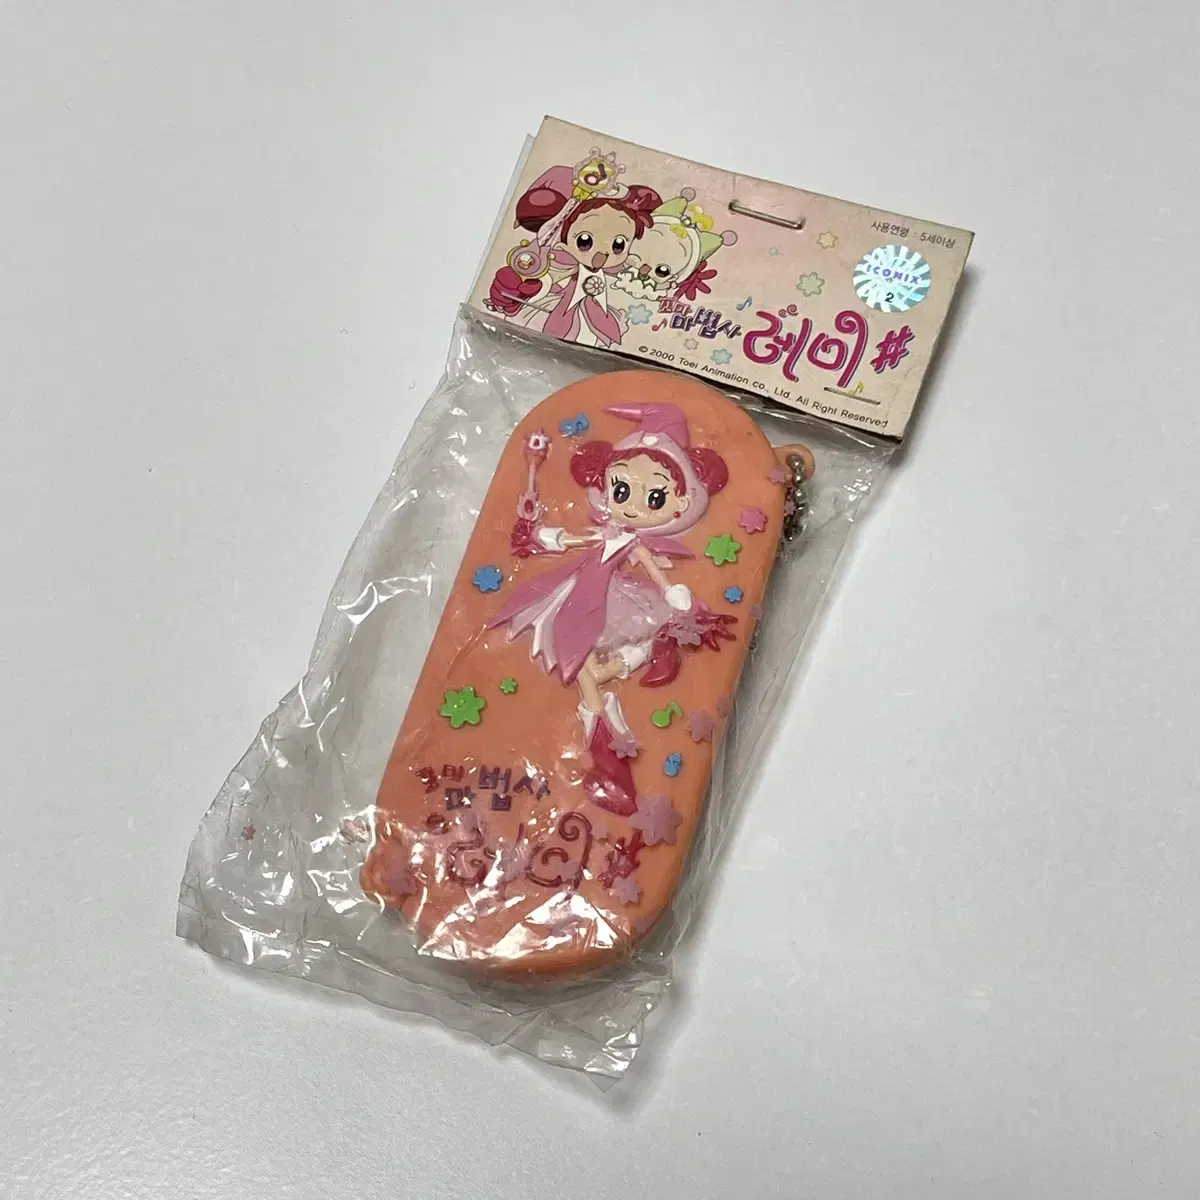 사용연령 : 5세이상
ICONIX
2
꼬마
마법사
레미#
© 2000 Toei Animation co., Ltd. All Right Reserved
꼬마
마법사
레미#